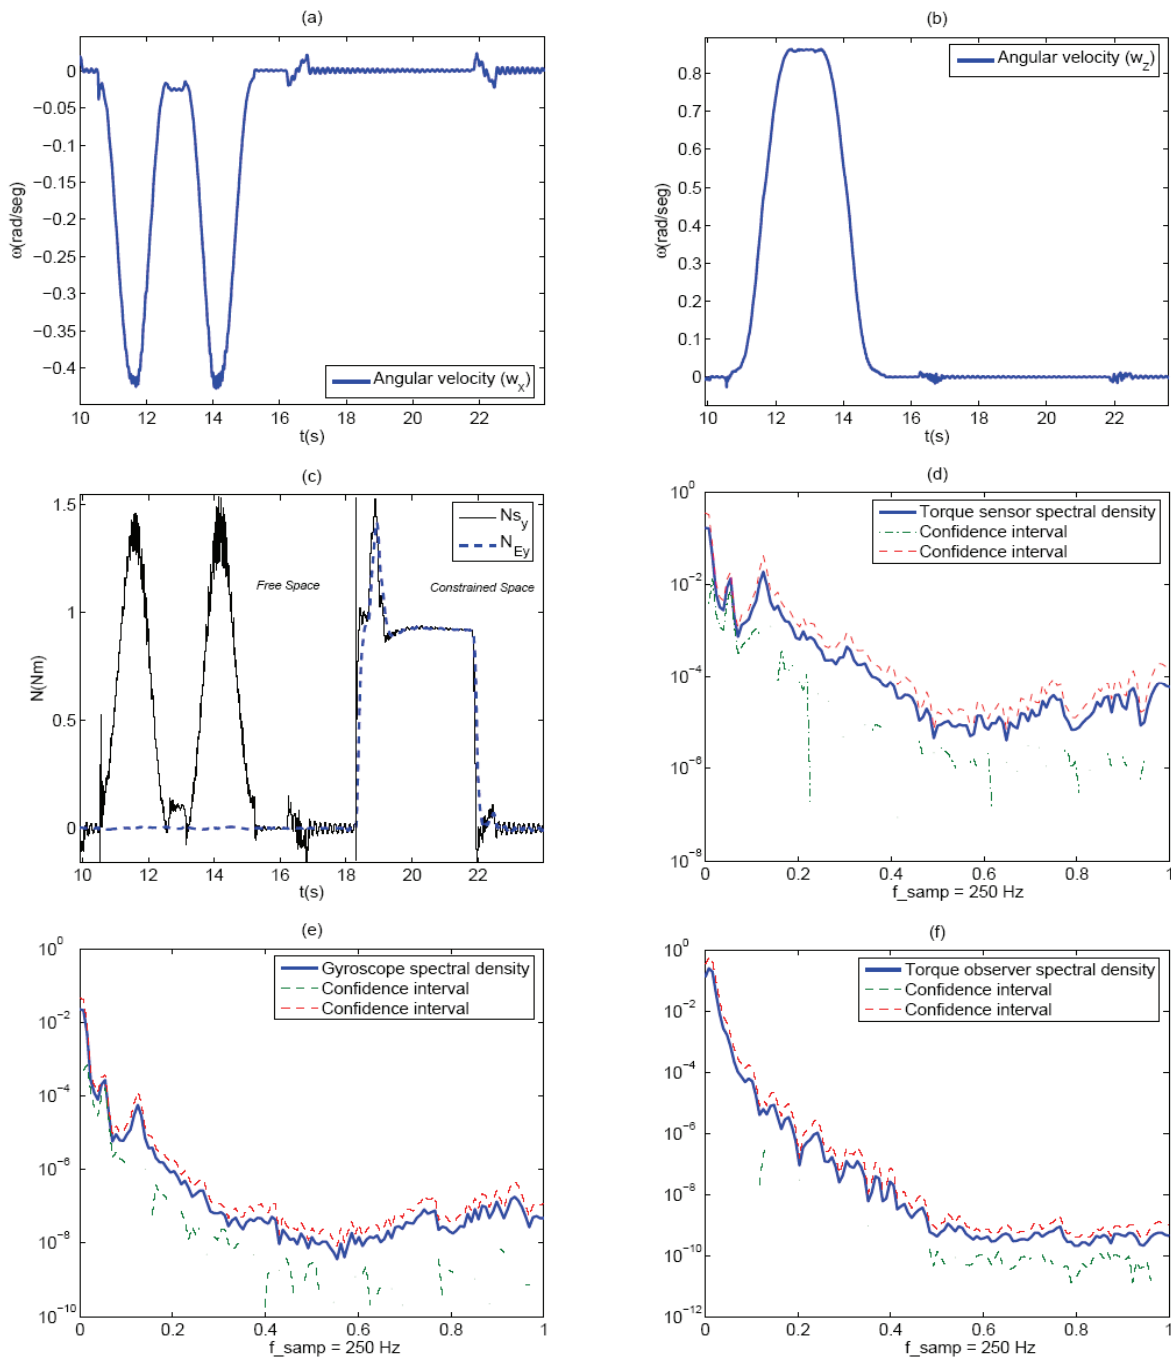 (a)
0
−0.05
−0.1
−0.15
−0.2
−0.25
−0.3
−0.35
−0.4
ω(rad/seg)
Angular velocity (w_x)
10 12 14 16 18 20 22
t(s)
(b)
0.8
0.7
0.6
0.5
0.4
0.8
0.2
0.1
0
ω(rad/seg)
Angular velocity (w_z)
10 12 14 16 18 20 22
t(s)
(c)
1.5
1
0.5
0
N(Nm)
Ns_y
N_Ey
Free Space
Constrained Space
10 12 14 16 18 20 22
t(s)
(d)
10^0
10^−2
10^−4
10^−6
10^−8
Torque sensor spectral density
Confidence interval
Confidence interval
0 0.2 0.4 0.6 0.8 1
f_samp = 250 Hz
(e)
10^0
10^−2
10^−4
10^−6
10^−8
10^−10
Gyroscope spectral density
Confidence interval
Confidence interval
0 0.2 0.4 0.6 0.8 1
f_samp = 250 Hz
(f)
10^0
10^−2
10^−4
10^−6
10^−8
10^−10
10^−12
Torque observer spectral density
Confidence interval
Confidence interval
0 0.2 0.4 0.6 0.8 1
f_samp = 250 Hz